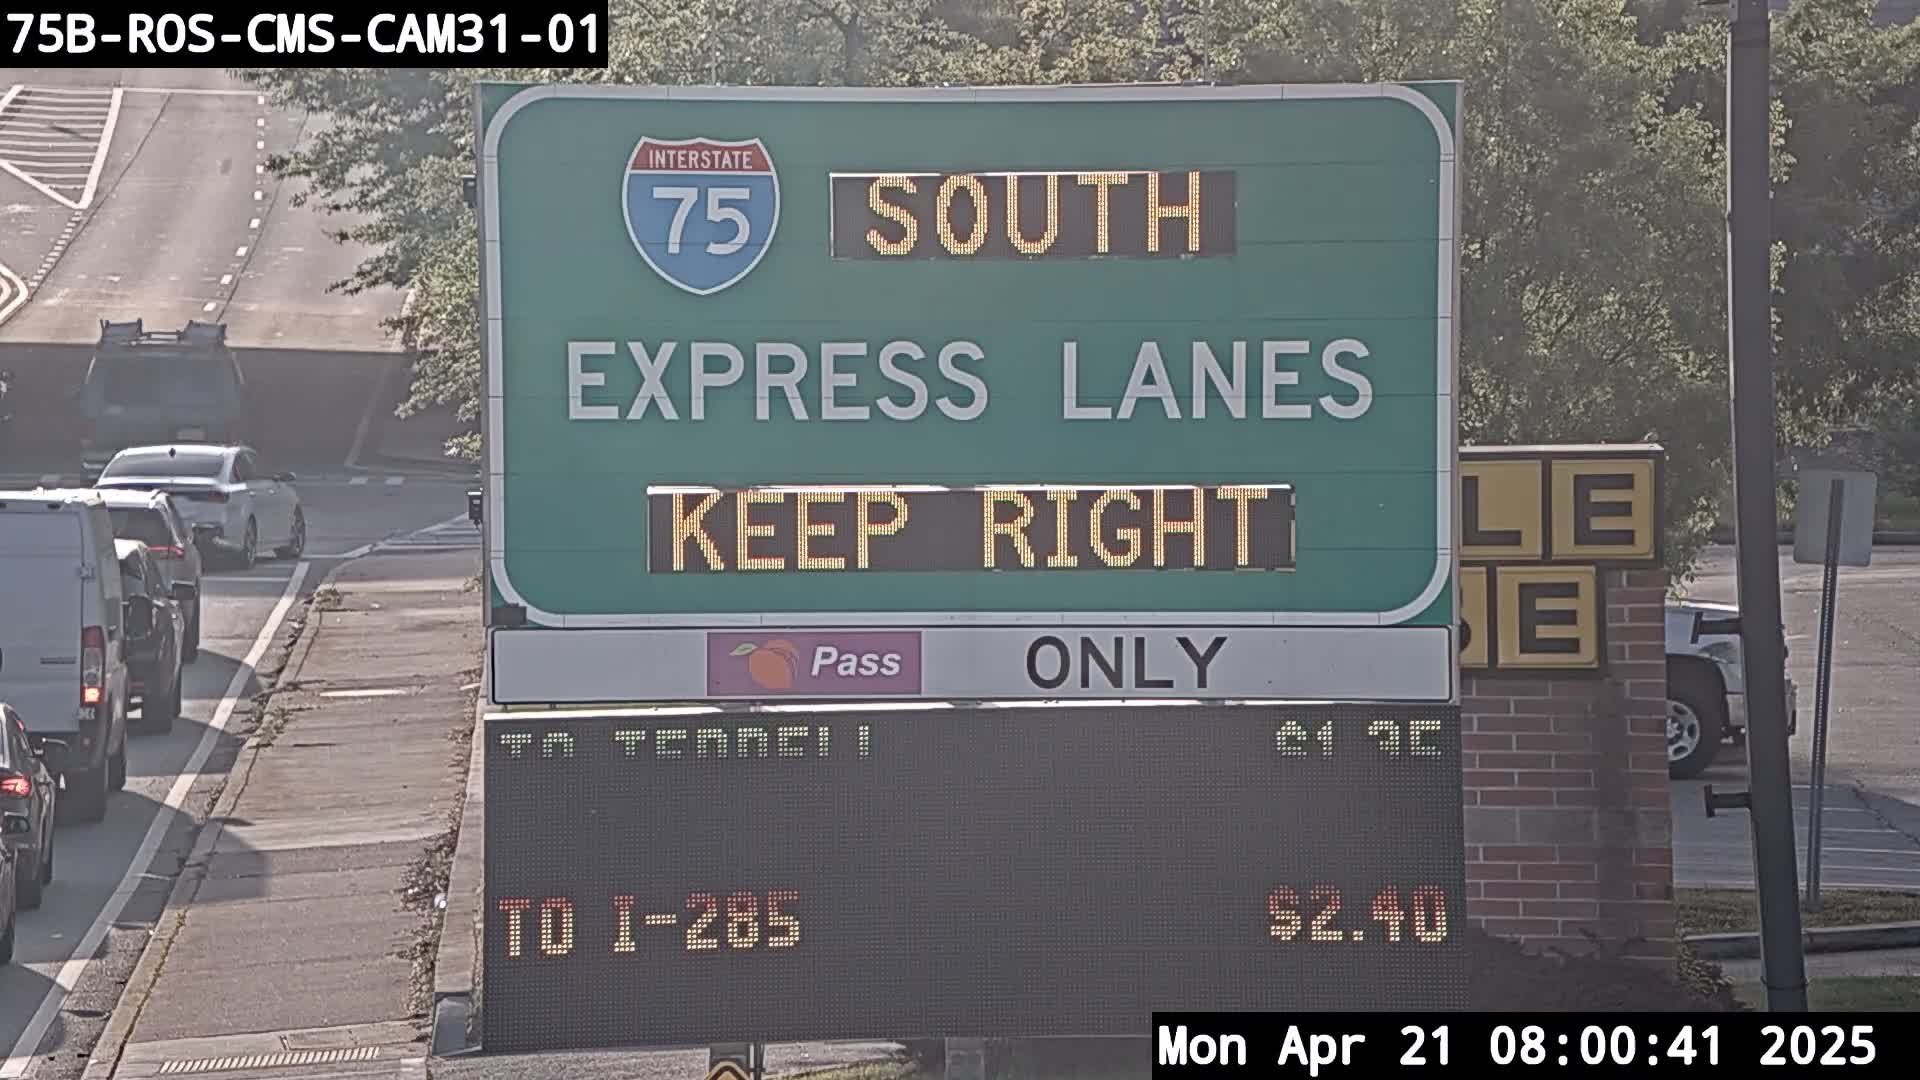 75B-ROS-CMS-CAM31-01
INTERSTATE
75
SOUTH
EXPRESS LANES
KEEP RIGHT
LE
E
Pass ONLY
TO I-285 $2.40
Mon Apr 21 08:00:41 2025